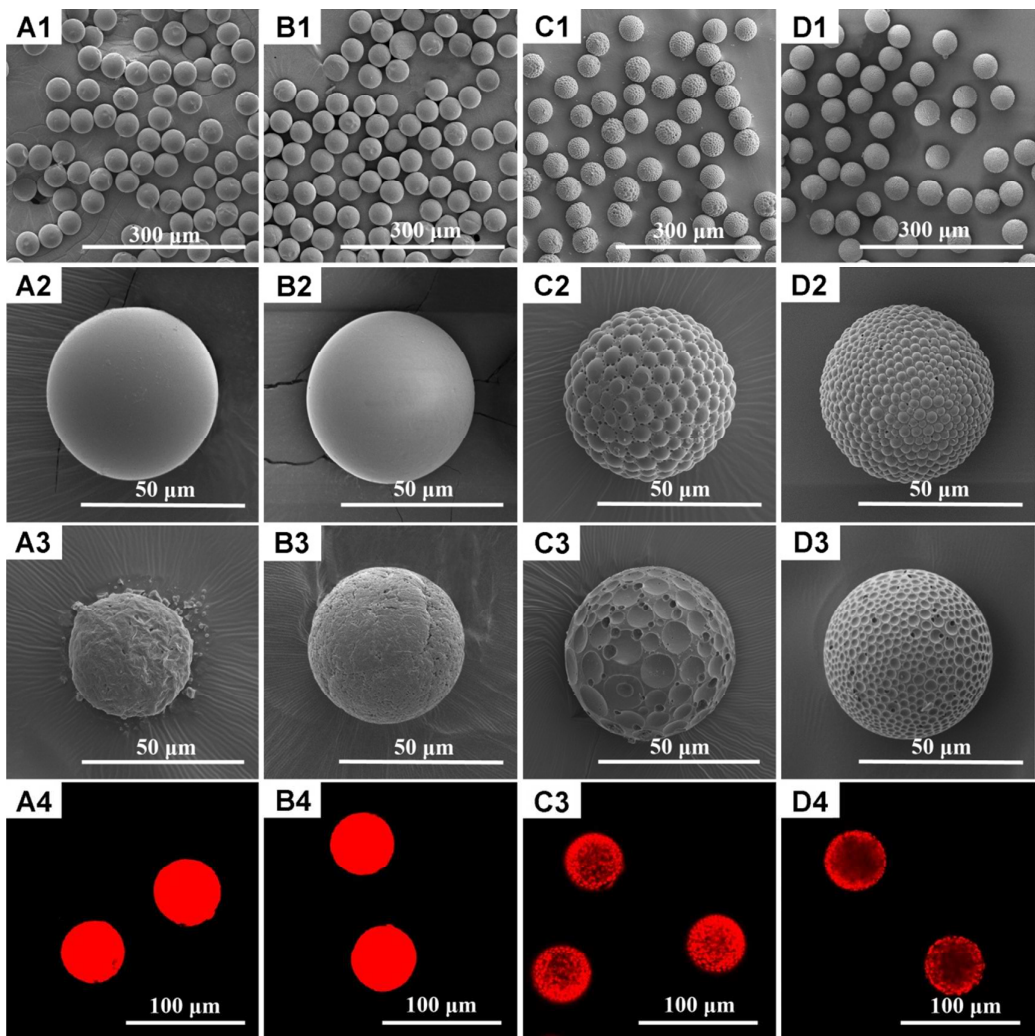 A1 B1 C1 D1
300 µm 300 µm 300 µm 300 µm
A2 B2 C2 D2
50 µm 50 µm 50 µm 50 µm
A3 B3 C3 D3
50 µm 50 µm 50 µm 50 µm
A4 B4 C3 D4
100 µm 100 µm 100 µm 100 µm